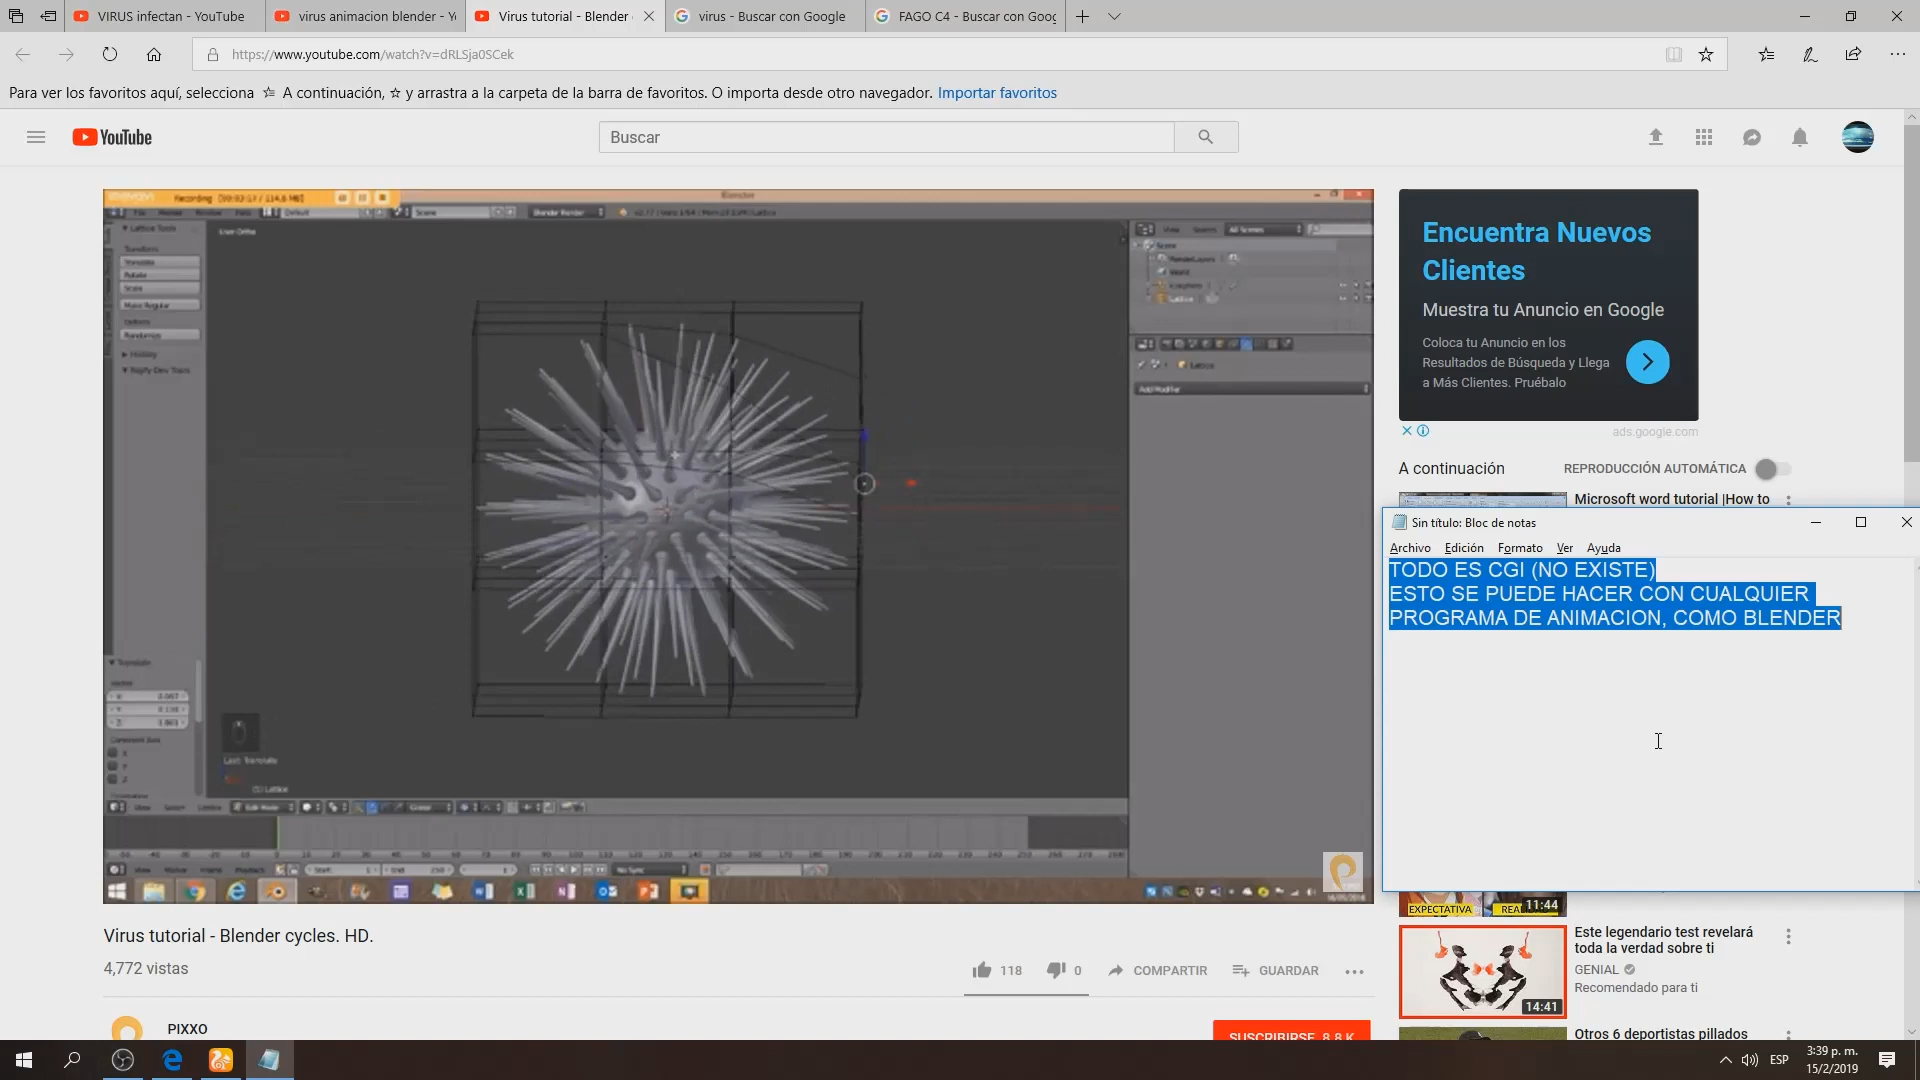 VIRUS infectan - YouTube
virus animacion blender - Y
Virus tutorial - Blender
virus - Buscar con Google
FAGO C4 - Buscar con Goog
https://www.youtube.com/watch?v=dRLSja0SCek
Para ver los favoritos aquí, selecciona A continuación, y arrastra a la carpeta de la barra de favoritos. O importa desde otro navegador. Importar favoritos
YouTube
Buscar
Blender
User Ortho
Encuentra Nuevos
Clientes
Muestra tu Anuncio en Google
Coloca tu Anuncio en los
Resultados de Búsqueda y Llega
a Más Clientes. Pruébalo
ads.google.com
A continuación
REPRODUCCIÓN AUTOMÁTICA
Microsoft word tutorial |How to
Sin título: Bloc de notas
Archivo Edición Formato Ver Ayuda
TODO ES CGI (NO EXISTE)
ESTO SE PUEDE HACER CON CUALQUIER
PROGRAMA DE ANIMACION, COMO BLENDER
EXPECTATIVA
11:44
Este legendario test revelará
toda la verdad sobre ti
GENIAL
Recomendado para ti
14:41
Otros 6 deportistas pillados
Virus tutorial - Blender cycles. HD.
4,772 vistas
118
0
COMPARTIR
GUARDAR
PIXXO
SUSCRIBIRSE 8.8 K
ESP
3:39 p. m.
15/2/2019